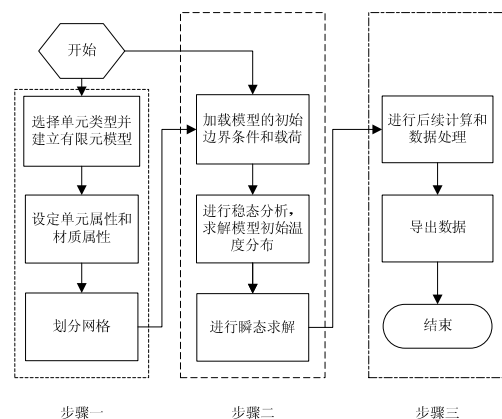 开始
选择单元类型并
建立有限元模型
设定单元属性和
材质属性
划分网格
加载模型的初始
边界条件和载荷
进行稳态分析，
求解模型初始温
度分布
进行瞬态求解
进行后续计算和
数据处理
导出数据
结束
步骤一
步骤二
步骤三